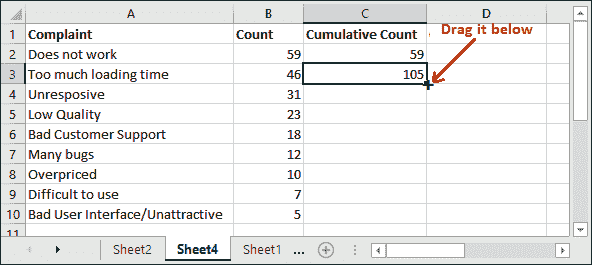 A B C D
1 Complaint Count Cumulative Count Drag it below
2 Does not work 59 59
3 Too much loading time 46 105
4 Unresposive 31
5 Low Quality 23
6 Bad Customer Support 18
7 Many bugs 12
8 Overpriced 10
9 Difficult to use 7
10 Bad User Interface/Unattractive 5
11
Sheet2 Sheet4 Sheet1 ...